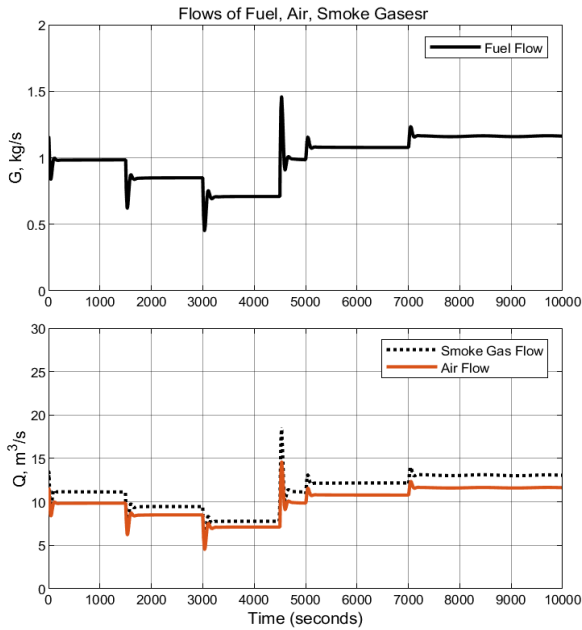 Flows of Fuel, Air, Smoke Gasesr
2
1.5
1
0.5
0
G, kg/s
Fuel Flow
0 1000 2000 3000 4000 5000 6000 7000 8000 9000 10000
30
25
20
15
10
5
0
Q, m³/s
Smoke Gas Flow
Air Flow
0 1000 2000 3000 4000 5000 6000 7000 8000 9000 10000
Time (seconds)